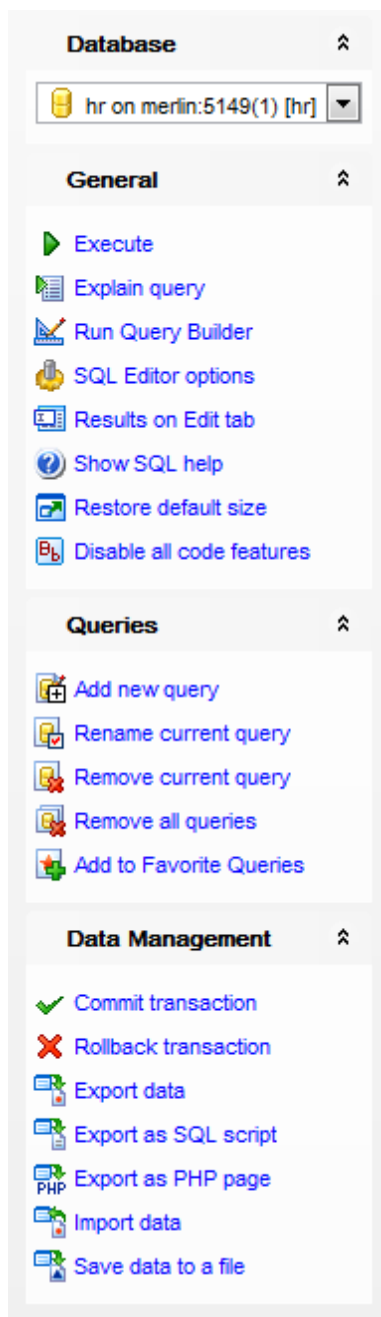 Database
hr on merlin:5149(1) [hr]
General
Execute
Explain query
Run Query Builder
SQL Editor options
Results on Edit tab
Show SQL help
Restore default size
Disable all code features
Queries
Add new query
Rename current query
Remove current query
Remove all queries
Add to Favorite Queries
Data Management
Commit transaction
Rollback transaction
Export data
Export as SQL script
PHP Export as PHP page
Import data
Save data to a file